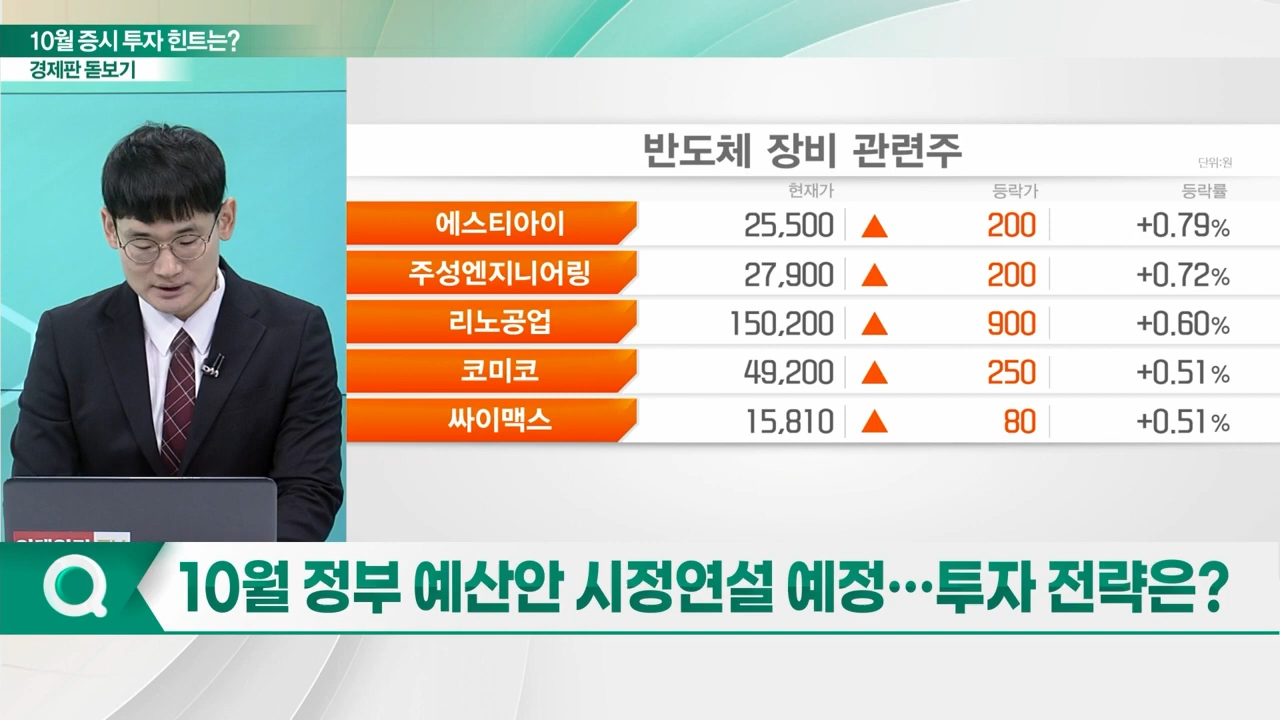 10월 증시 투자 힌트는?
경제판 돋보기
반도체 장비 관련주
단위:원
현재가 등락가 등락률
에스티아이 25,500 ▲ 200 +0.79%
주성엔지니어링 27,900 ▲ 200 +0.72%
리노공업 150,200 ▲ 900 +0.60%
코미코 49,200 ▲ 250 +0.51%
싸이맥스 15,810 ▲ 80 +0.51%
10월 정부 예산안 시정연설 예정…투자 전략은?